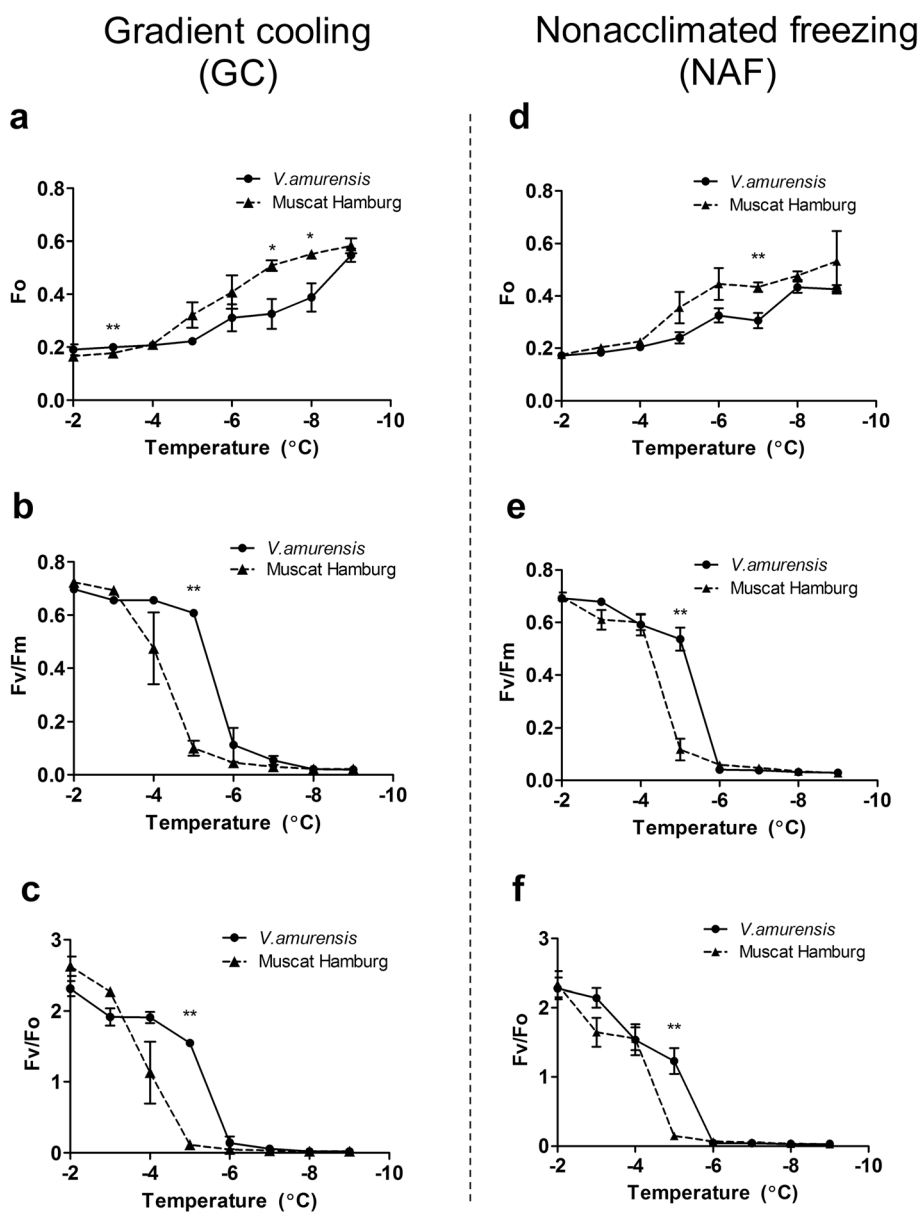 Gradient cooling
(GC)
Nonacclimated freezing
(NAF)
a
V.amurensis
Muscat Hamburg
Fo
0.8
0.6
0.4
0.2
0.0
**
*
*
-2
-4
-6
-8
-10
Temperature (°C)
b
V.amurensis
Muscat Hamburg
Fv/Fm
0.8
0.6
0.4
0.2
0.0
**
-2
-4
-6
-8
-10
Temperature (°C)
c
V.amurensis
Muscat Hamburg
Fv/Fo
3
2
1
0
**
-2
-4
-6
-8
-10
Temperature (°C)
d
V.amurensis
Muscat Hamburg
Fo
0.8
0.6
0.4
0.2
0.0
**
-2
-4
-6
-8
-10
Temperature (°C)
e
V.amurensis
Muscat Hamburg
Fv/Fm
0.8
0.6
0.4
0.2
0.0
**
-2
-4
-6
-8
-10
Temperature (°C)
f
V.amurensis
Muscat Hamburg
Fv/Fo
3
2
1
0
**
-2
-4
-6
-8
-10
Temperature (°C)